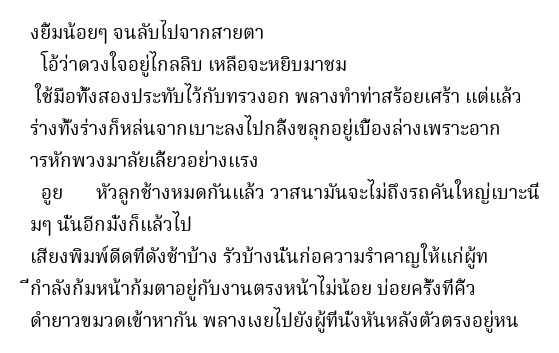 งยิ้มน้อยๆ จนลับไปจากสายตา
โอ้ว่าดวงใจอยู่ไกลลิบ เหลือจะหยิบมาชม
ใช้มือทั้งสองประทับไว้กับทรวงอก พลางทำท่าสร้อยเศร้า แต่แล้ว
ร่างทั้งร่างก็หล่นจากเบาะลงไปกลิ้งขลุกอยู่เบื้องล่างเพราะอาก
ารหักพวงมาลัยเลี้ยวอย่างแรง
อูย หัวลูกช้างหมดกันแล้ว วาสนามันจะไม่ถึงรถคันใหญ่เบาะนิ่
มๆ นั่นอีกมั้งก็แล้วไป
เสียงพิมพ์ดีดที่ดังช้าบ้าง รัวบ้างนั้นก่อความรำคาญให้แก่ผู้ท
ี่กำลังก้มหน้าก้มตาอยู่กับงานตรงหน้าไม่น้อย บ่อยครั้งที่คิ้ว
ดำยาวขมวดเข้าหากัน พลางเงยไปยังผู้ที่นั่งหันหลังตัวตรงอยู่หน